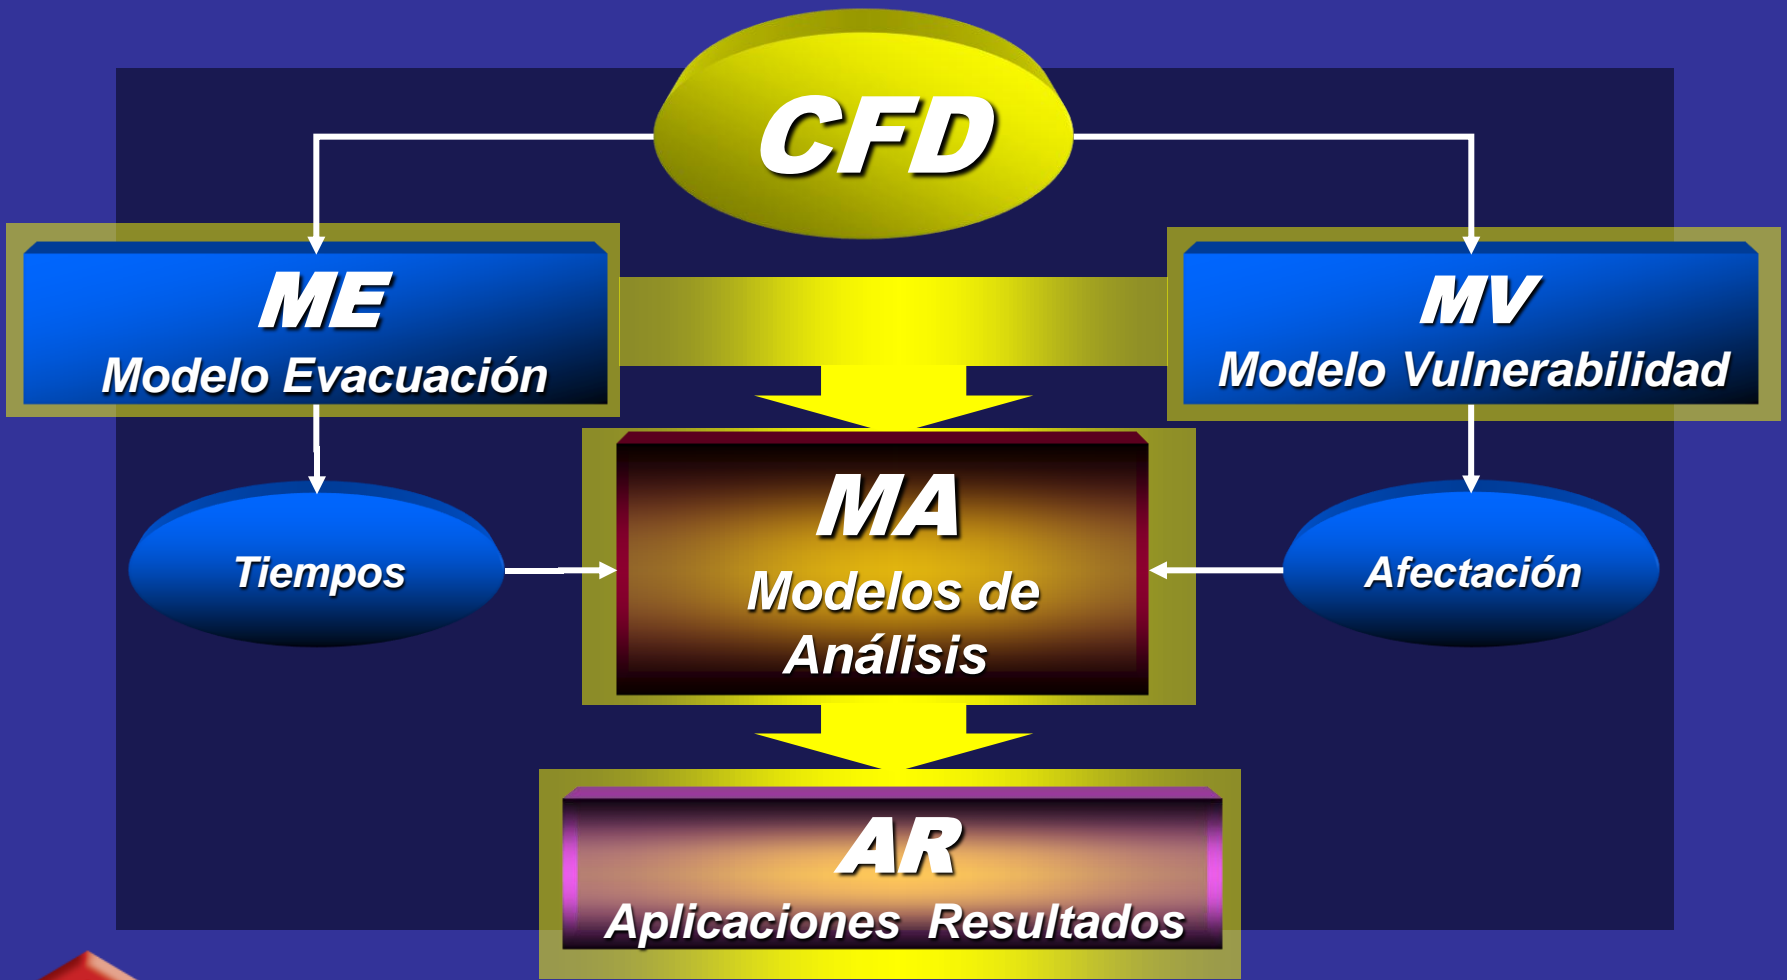 CFD
ME
Modelo Evacuación
MV
Modelo Vulnerabilidad
Tiempos
MA
Modelos de
Análisis
Afectación
AR
Aplicaciones Resultados